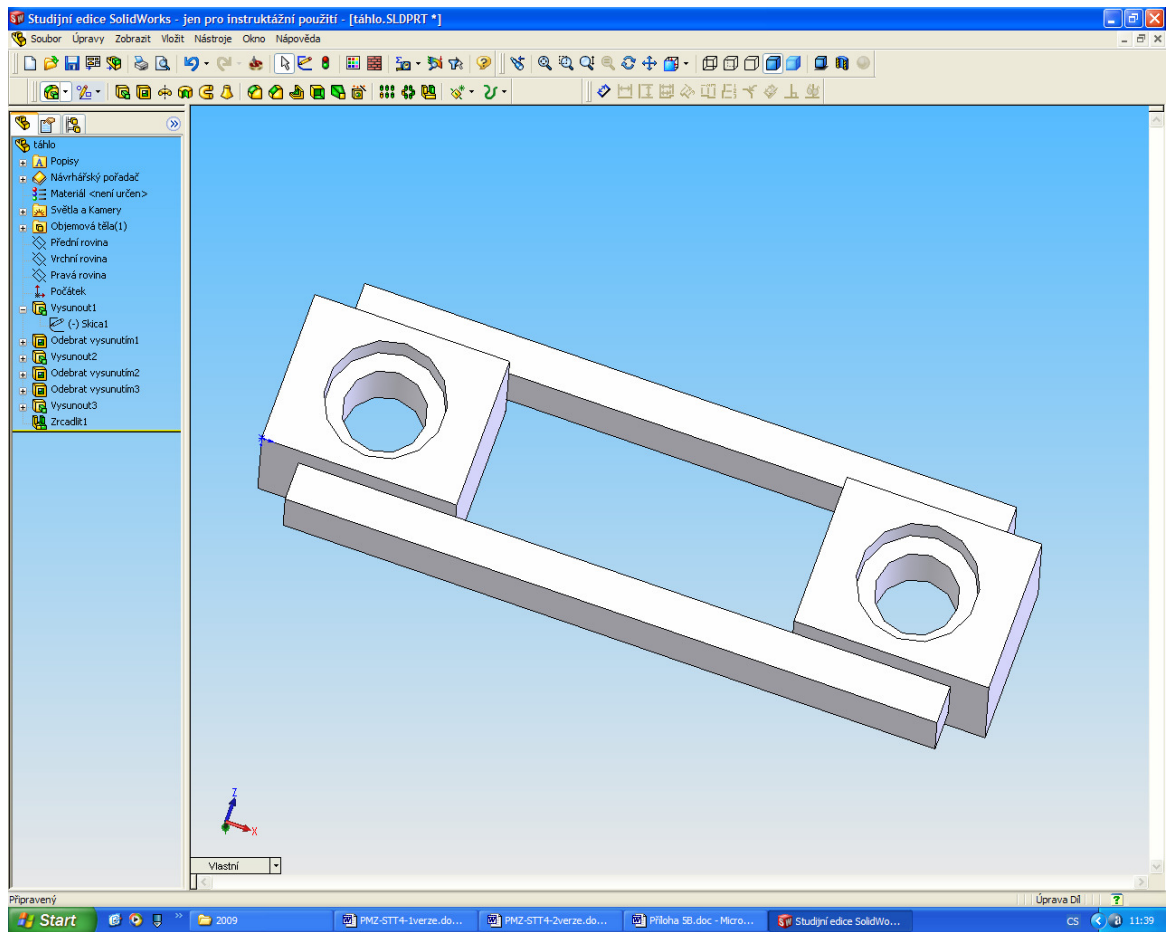 Studijní edice SolidWorks - jen pro instruktážní použití - [táhlo.SLDPRT *]
Soubor Úpravy Zobrazit Vložit Nástroje Okno Nápověda
táhlo
Popisy
Návrhářský pořadač
Materiál <není určen>
Světla a Kamery
Objemová těla(1)
Přední rovina
Vrchní rovina
Pravá rovina
Počátek
Vysunout1
(-) Skica1
Odebrat vysunutím1
Vysunout2
Odebrat vysunutím2
Odebrat vysunutím3
Vysunout3
Zrcadlit1
Z
X
Vlastní
Připravený
Úprava Díl
Start
2009
PMZ-STT4-1verze.do...
PMZ-STT4-2verze.do...
Příloha 5B.doc - Micro...
Studijní edice SolidWo...
CS
11:39